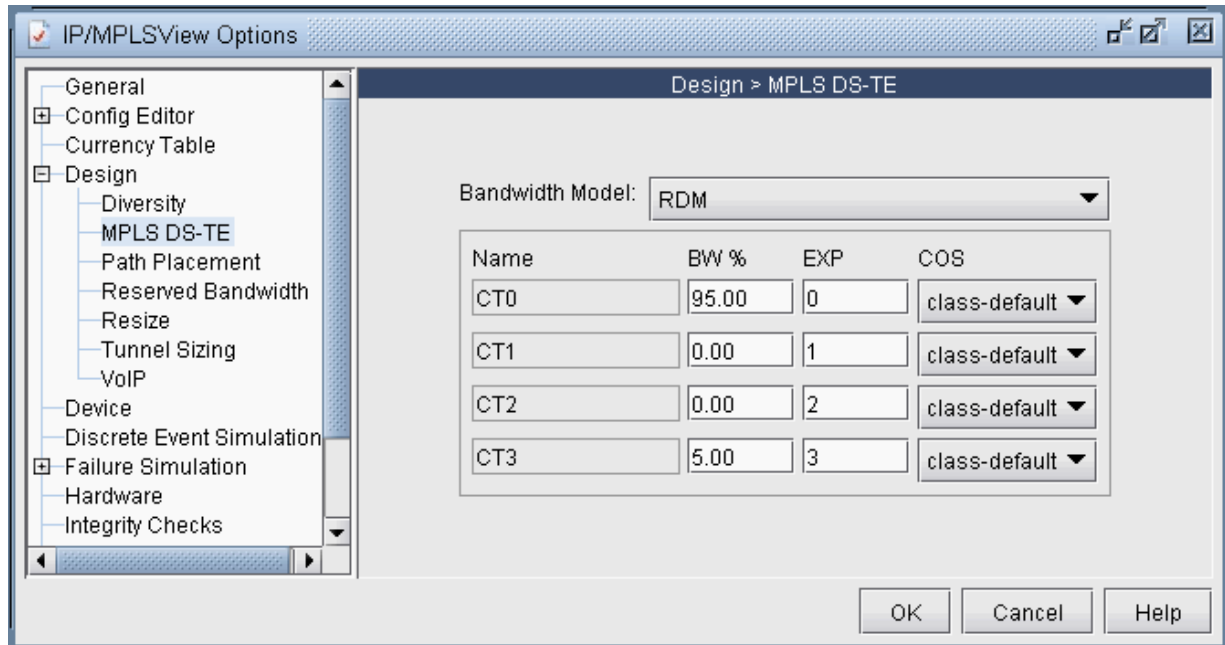 IP/MPLSView Options
General
Config Editor
Currency Table
Design
Diversity
MPLS DS-TE
Path Placement
Reserved Bandwidth
Resize
Tunnel Sizing
VoIP
Device
Discrete Event Simulation
Failure Simulation
Hardware
Integrity Checks
Design > MPLS DS-TE
Bandwidth Model: RDM
Name BW % EXP COS
CT0 95.00 0 class-default
CT1 0.00 1 class-default
CT2 0.00 2 class-default
CT3 5.00 3 class-default
OK Cancel Help